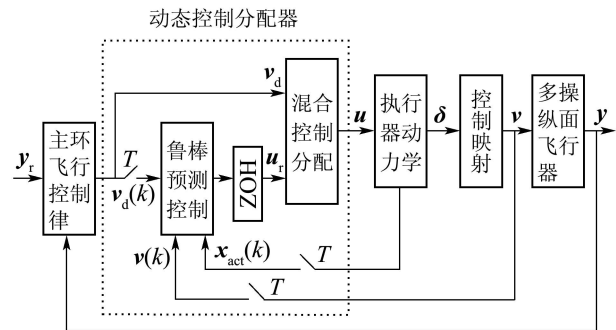 动态控制分配器
y_r
主环飞行控制律
T
v_d(k)
鲁棒预测控制
ZOH
u_r
v_d
混合控制分配
u
执行器动力学
δ
控制映射
v
多操纵面飞行器
y
v(k)
x_act(k)
T
T